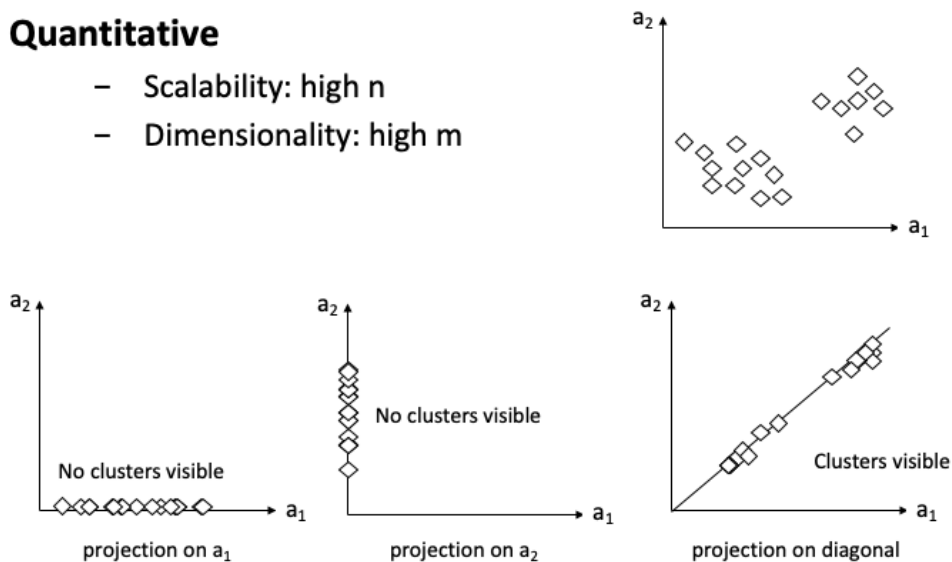 Quantitative
– Scalability: high n
– Dimensionality: high m
a₂
a₁
a₂
No clusters visible
a₁
projection on a₁
a₂
No clusters visible
a₁
projection on a₂
a₂
Clusters visible
a₁
projection on diagonal